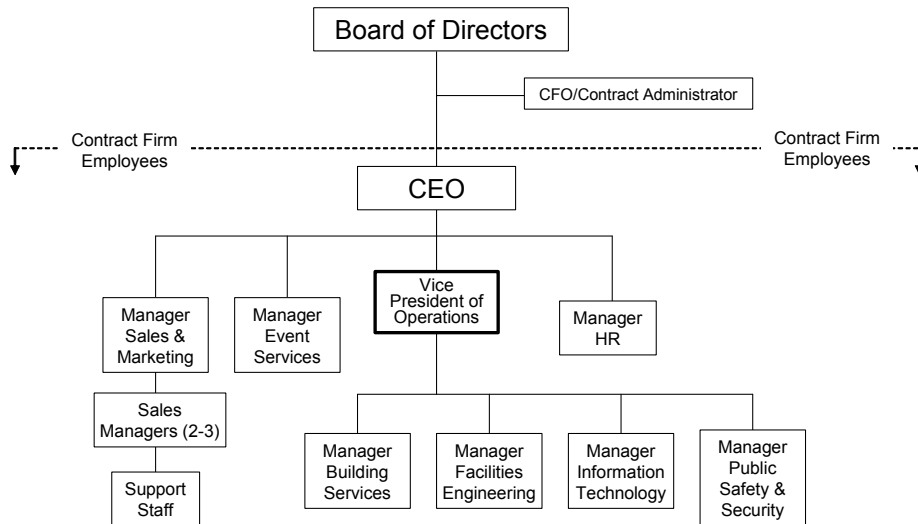 Board of Directors
CFO/Contract Administrator
Contract Firm
Employees
Contract Firm
Employees
CEO
Manager
Sales &
Marketing
Manager
Event
Services
Vice
President of
Operations
Manager
HR
Sales
Managers (2-3)
Support
Staff
Manager
Building
Services
Manager
Facilities
Engineering
Manager
Information
Technology
Manager
Public
Safety &
Security